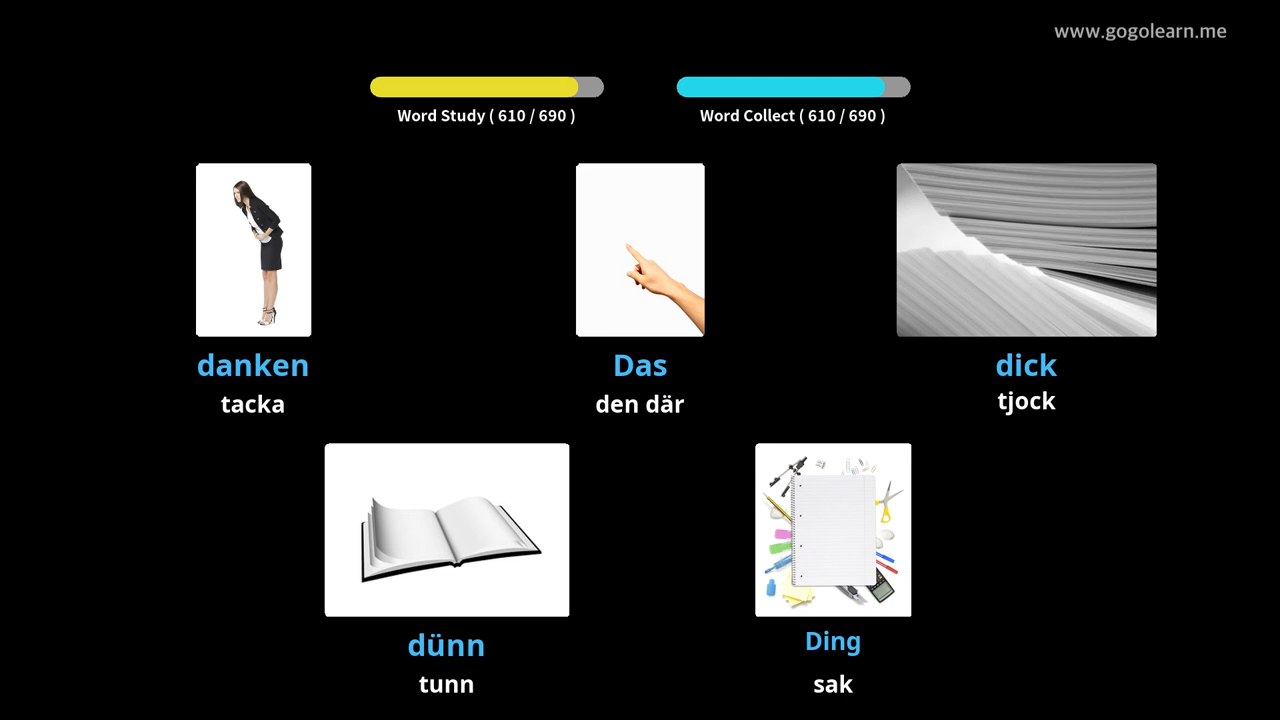 www.gogolearn.me
Word Study ( 610 / 690 )
Word Collect ( 610 / 690 )
danken
tacka
Das
den där
dick
tjock
dünn
tunn
Ding
sak